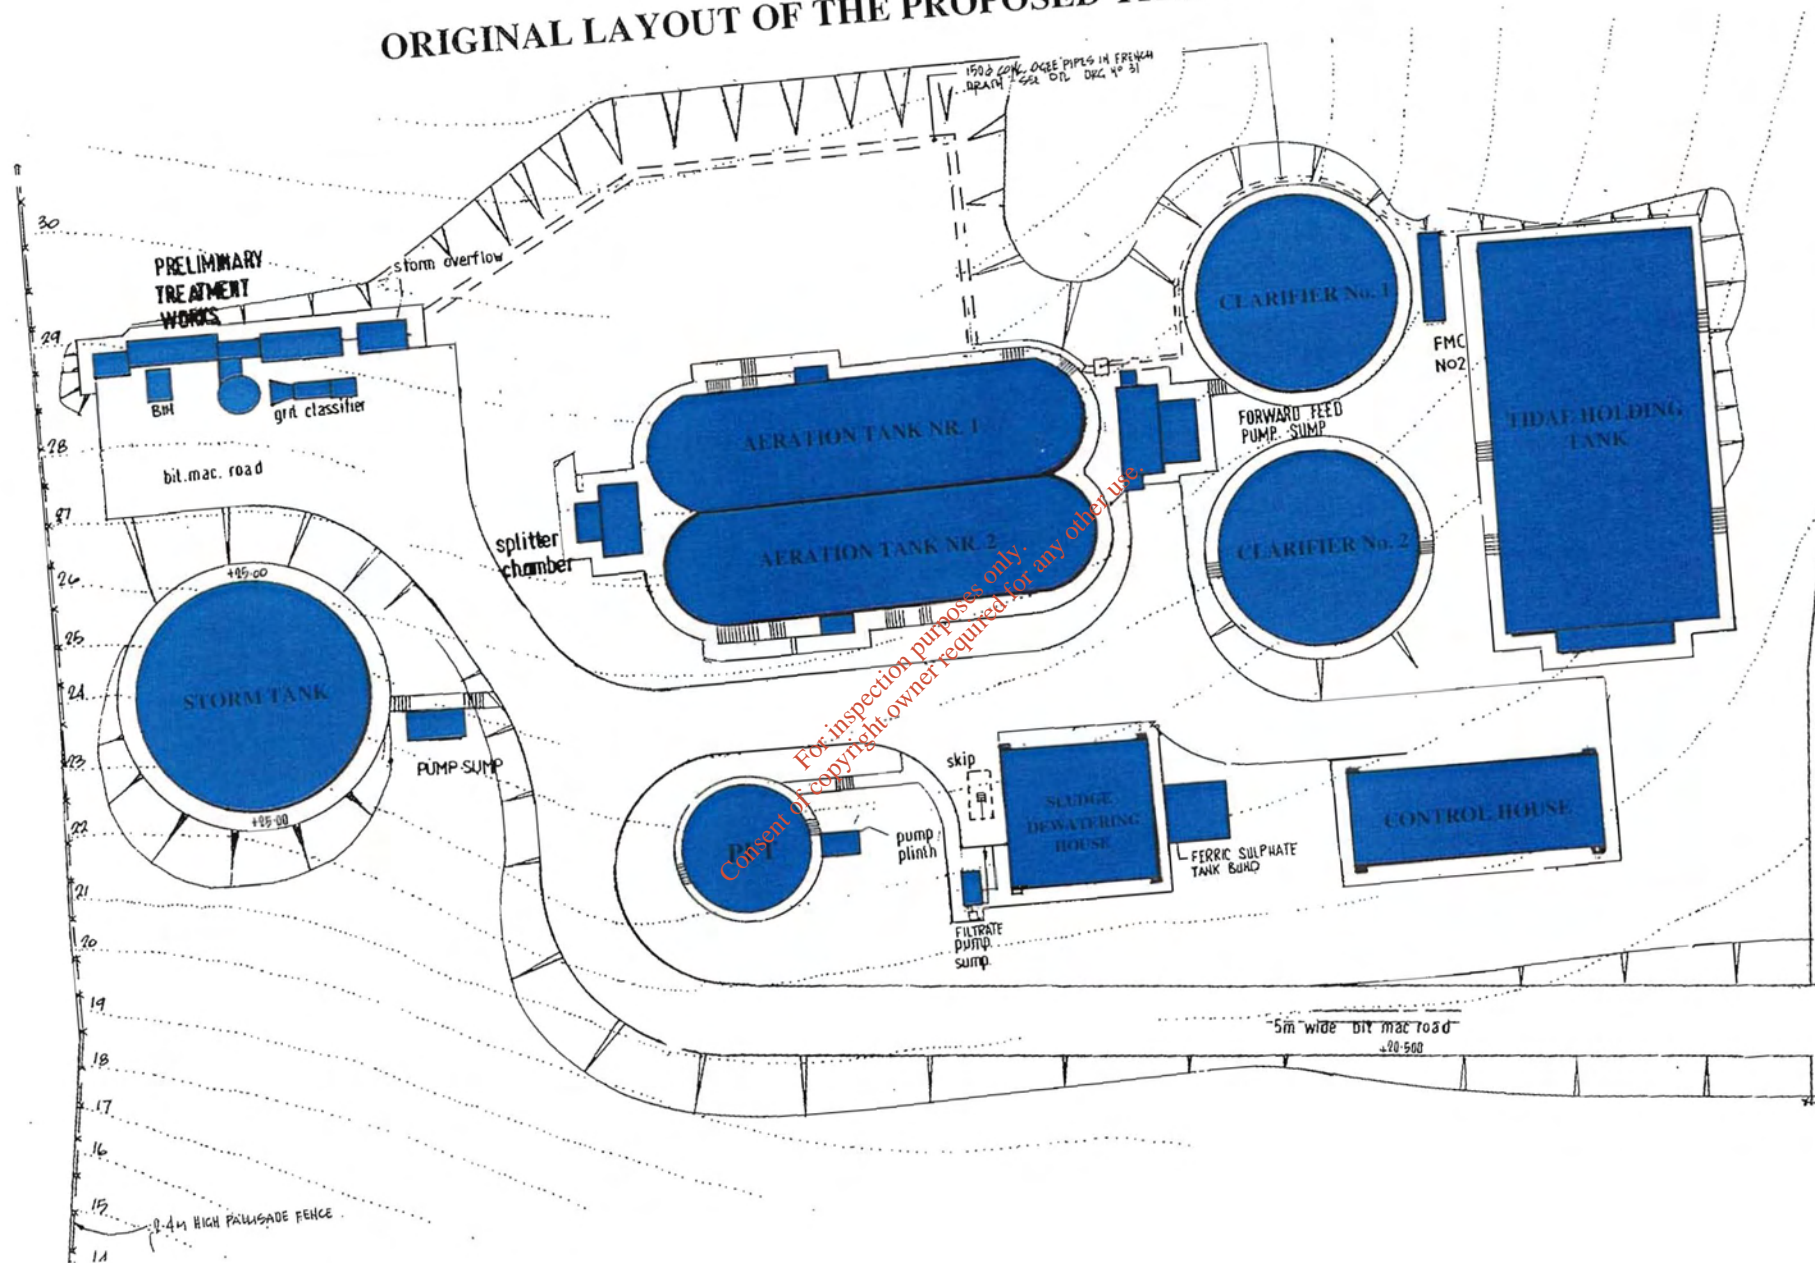 ORIGINAL LAYOUT OF THE PROPOSED
150ø CONC. OGEE PIPES IN FRENCH
DRAIN
DRG Nº 31
30
29
28
27
26
25
24
23
22
21
20
19
18
17
16
15
14
PRELIMINARY
TREATMENT
WORKS
storm overflow
BIN
grit classifier
bit.mac. road
splitter
chamber
AERATION TANK NR. 1
AERATION TANK NR. 2
CLARIFIER No. 1
CLARIFIER No. 2
FMC
NO2
FORWARD FEED
PUMP SUMP
TIDAL HOLDING
TANK
+25·00
STORM TANK
+25·00
PUMP SUMP
skip
pump
plinth
SLUDGE
DEWATERING
HOUSE
FERRIC SULPHATE
TANK BUND
CONTROL HOUSE
FILTRATE
pump
sump
5m wide bit mac road
+20·500
2.4M HIGH PALLISADE FENCE
For inspection purposes only.
Consent of copyright owner required for any other use.